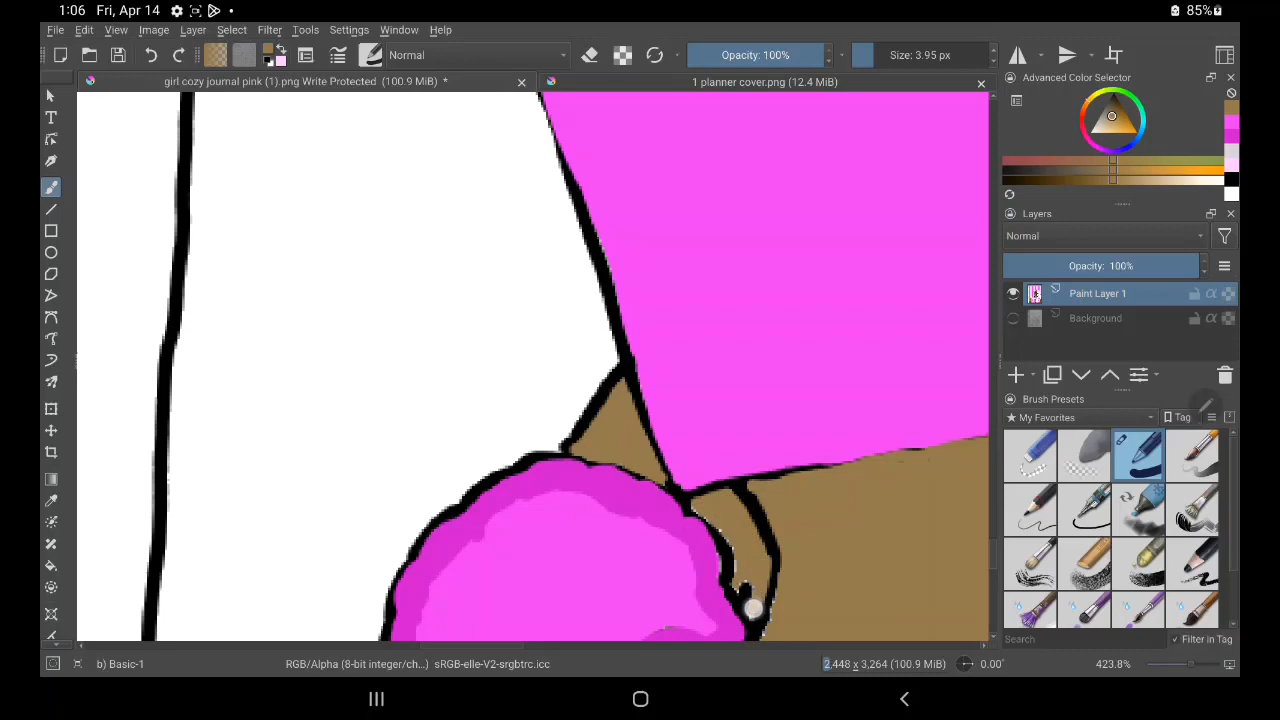 1:06 Fri, Apr 14
85%
File Edit View Image Layer Select Filter Tools Settings Window Help
Normal
Opacity: 100%
Size: 3.95 px
girl cozy journal pink (1).png Write Protected (100.9 MiB) *
1 planner cover.png (12.4 MiB)
Advanced Color Selector
Layers
Normal
Opacity: 100%
Paint Layer 1
Background
Brush Presets
My Favorites
Tag
Search
Filter in Tag
b) Basic-1
RGB/Alpha (8-bit integer/ch...) sRGB-elle-V2-srgbtrc.icc
2,448 x 3,264 (100.9 MiB)
0.00°
423.8%